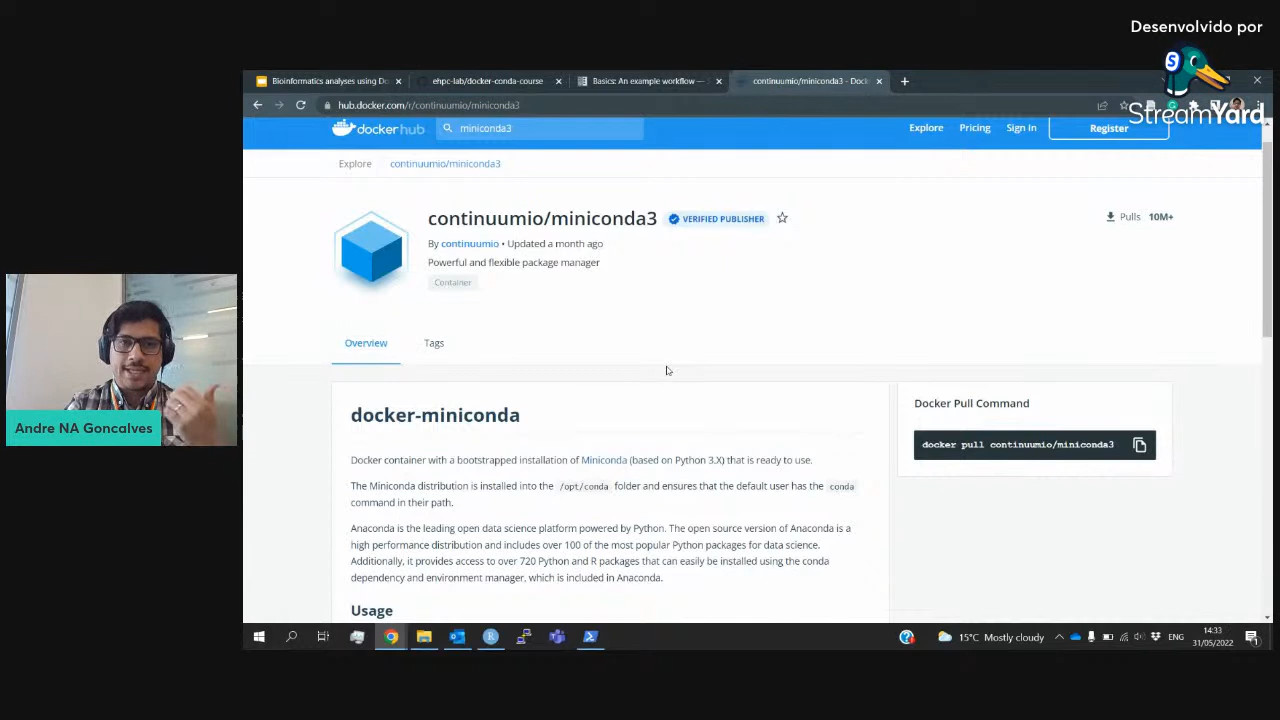 Desenvolvido por
StreamYard
Bioinformatics analyses using Do
ehpc-lab/docker-conda-course
Basics: An example workflow —
continuumio/miniconda3 - Dock
hub.docker.com/r/continuumio/miniconda3
docker hub
miniconda3
Explore
Pricing
Sign In
Register
Explore
continuumio/miniconda3
continuumio/miniconda3
VERIFIED PUBLISHER
Pulls 10M+
By continuumio • Updated a month ago
Powerful and flexible package manager
Container
Overview
Tags
docker-miniconda
Docker container with a bootstrapped installation of Miniconda (based on Python 3.X) that is ready to use.
The Miniconda distribution is installed into the /opt/conda folder and ensures that the default user has the conda
command in their path.
Anaconda is the leading open data science platform powered by Python. The open source version of Anaconda is a
high performance distribution and includes over 100 of the most popular Python packages for data science.
Additionally, it provides access to over 720 Python and R packages that can easily be installed using the conda
dependency and environment manager, which is included in Anaconda.
Usage
Docker Pull Command
docker pull continuumio/miniconda3
Andre NA Goncalves
15°C Mostly cloudy
ENG
14:33
31/05/2022